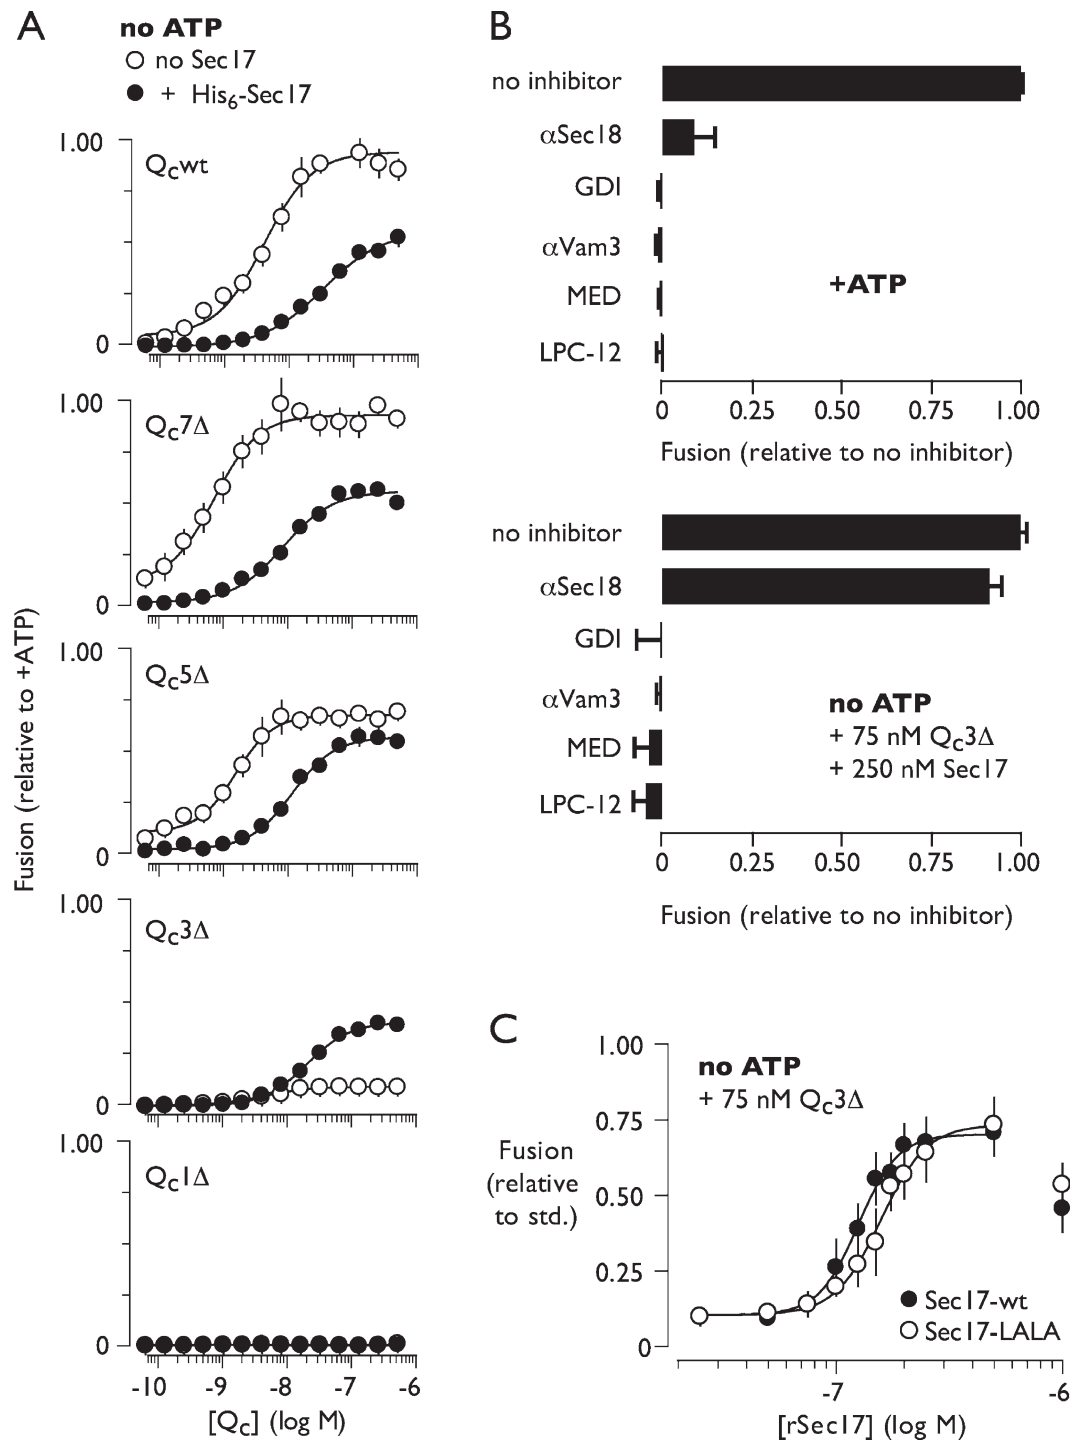 A
no ATP
no Sec17
+ His6-Sec17
Fusion (relative to +ATP)
1.00
Qcwt
0
1.00
Qc7Δ
0
1.00
Qc5Δ
0
1.00
Qc3Δ
0
1.00
Qc1Δ
0
-10 -9 -8 -7 -6
[Qc] (log M)
B
no inhibitor
αSec18
GDI
αVam3
MED
LPC-12
+ATP
0 0.25 0.50 0.75 1.00
Fusion (relative to no inhibitor)
no inhibitor
αSec18
GDI
αVam3
MED
LPC-12
no ATP
+ 75 nM Qc3Δ
+ 250 nM Sec17
0 0.25 0.50 0.75 1.00
Fusion (relative to no inhibitor)
C
no ATP
+ 75 nM Qc3Δ
Fusion
(relative
to std.)
1.00
0.75
0.50
0.25
0
Sec17-wt
Sec17-LALA
-7 -6
[rSec17] (log M)